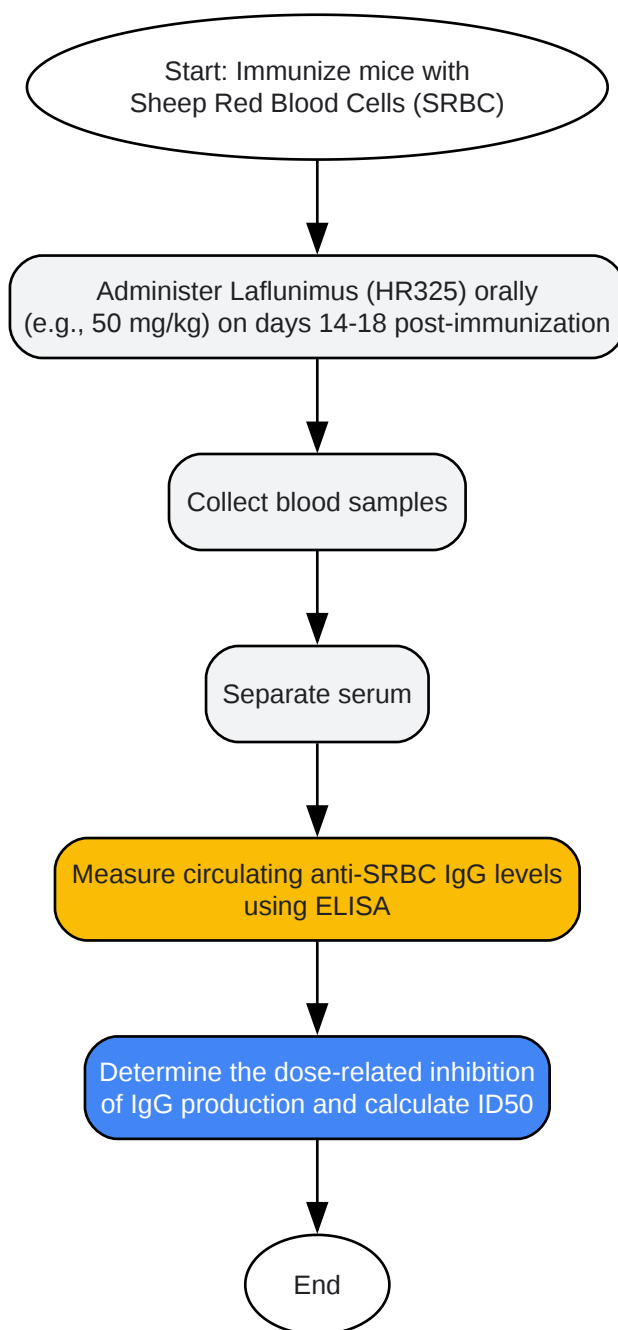 Start: Immunize mice with
Sheep Red Blood Cells (SRBC)
Administer Laflunimus (HR325) orally
(e.g., 50 mg/kg) on days 14-18 post-immunization
Collect blood samples
Separate serum
Measure circulating anti-SRBC IgG levels
using ELISA
Determine the dose-related inhibition
of IgG production and calculate ID50
End